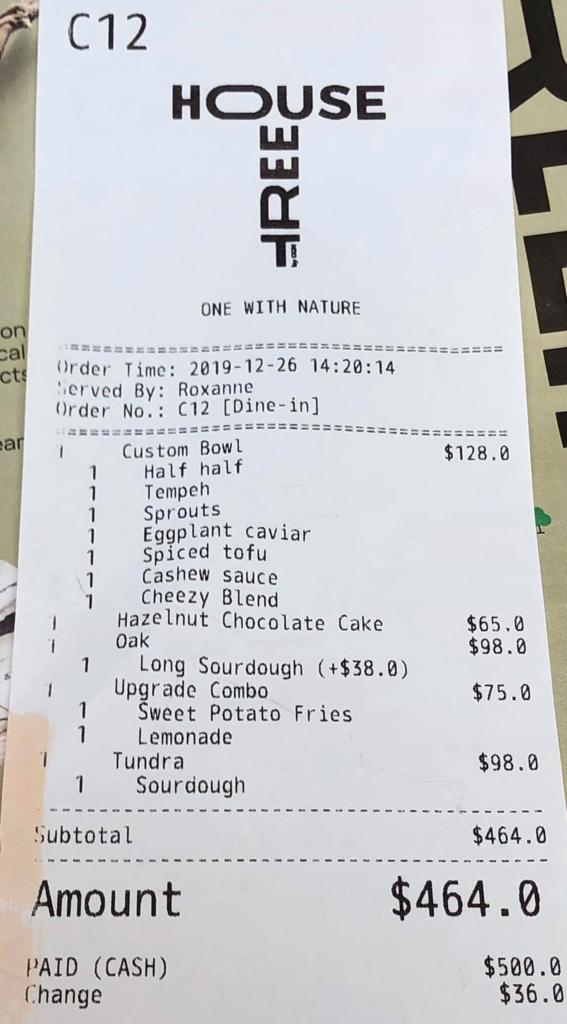 C12
HOUSE
TREE
ONE WITH NATURE
Order Time: 2019-12-26 14:20:14
Served By: Roxanne
Order No.: C12 [Dine-in]
1 Custom Bowl $128.0
1 Half half
1 Tempeh
1 Sprouts
1 Eggplant caviar
1 Spiced tofu
1 Cashew sauce
1 Cheezy Blend
1 Hazelnut Chocolate Cake $65.0
1 Oak $98.0
1 Long Sourdough (+$38.0)
1 Upgrade Combo $75.0
1 Sweet Potato Fries
1 Lemonade
1 Tundra $98.0
1 Sourdough
Subtotal $464.0
Amount $464.0
PAID (CASH) $500.0
Change $36.0